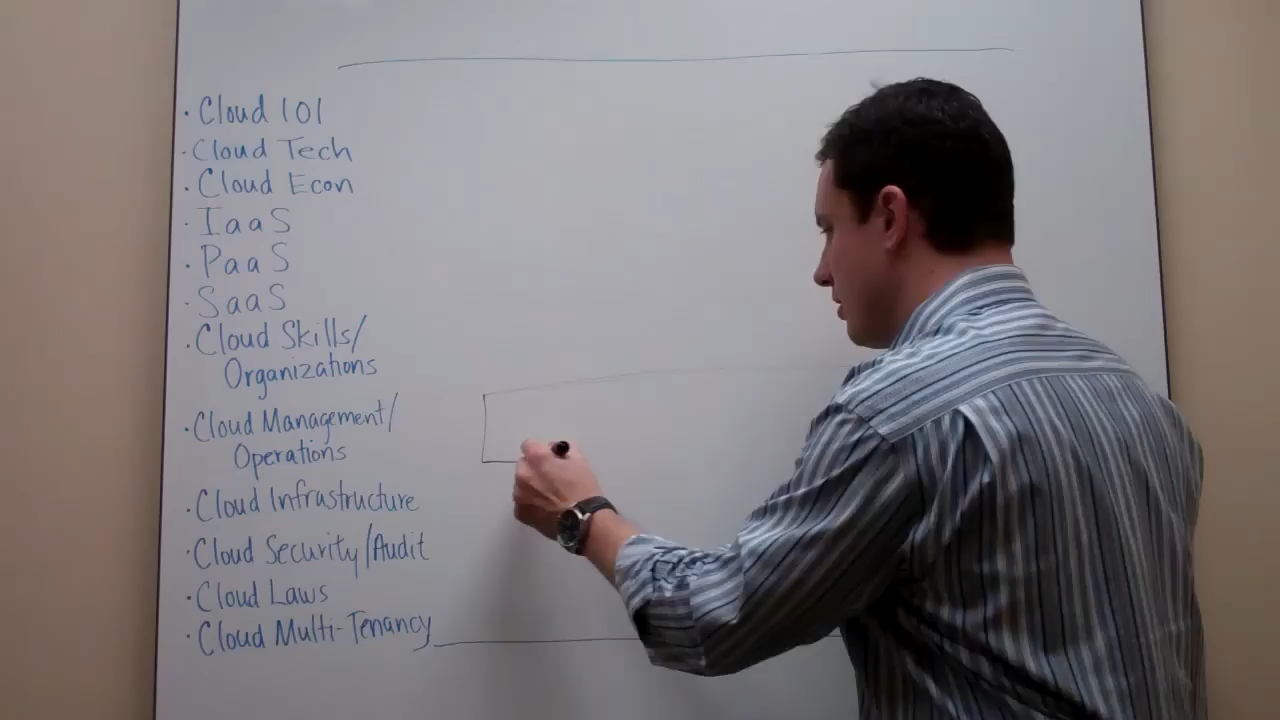 · Cloud 101
· Cloud Tech
· Cloud Econ
· IaaS
· PaaS
· SaaS
· Cloud Skills/
Organizations
· Cloud Management/
Operations
· Cloud Infrastructure
· Cloud Security/Audit
· Cloud Laws
· Cloud Multi-Tenancy